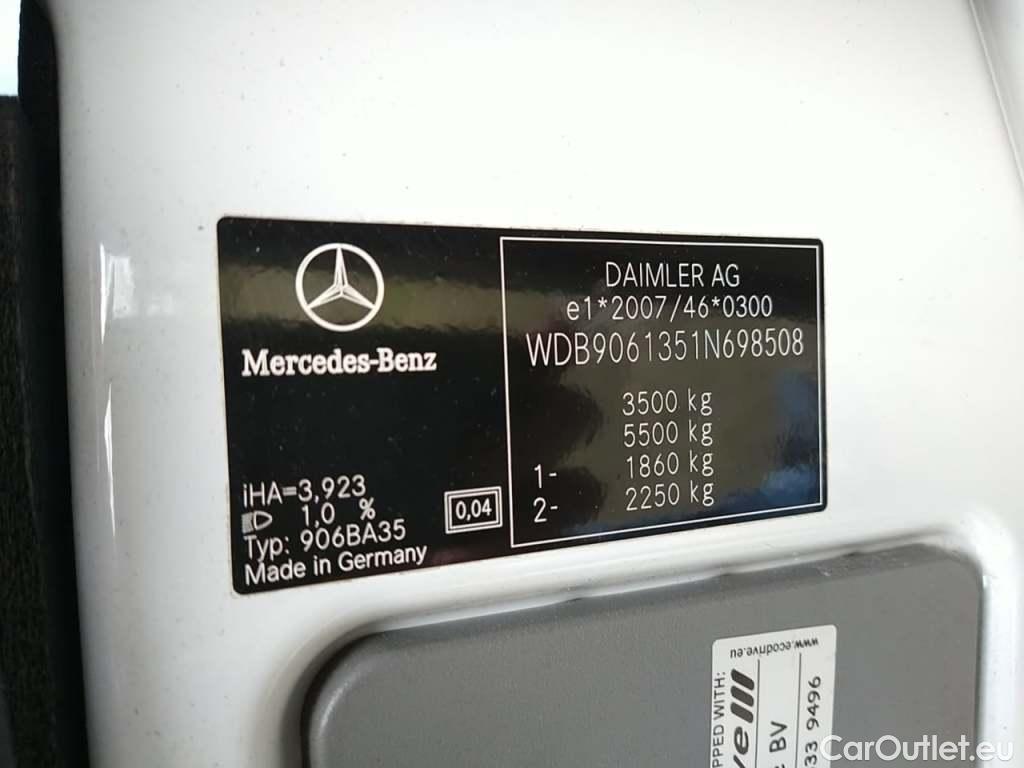 Mercedes-Benz
iHA=3,923
1,0 %
Typ: 906BA35
Made in Germany
0,04
DAIMLER AG
e1*2007/46*0300
WDB9061351N698508
3500 kg
5500 kg
1- 1860 kg
2- 2250 kg
www.ecodrive.eu
WITH:
BV
9496
CarOutlet.eu